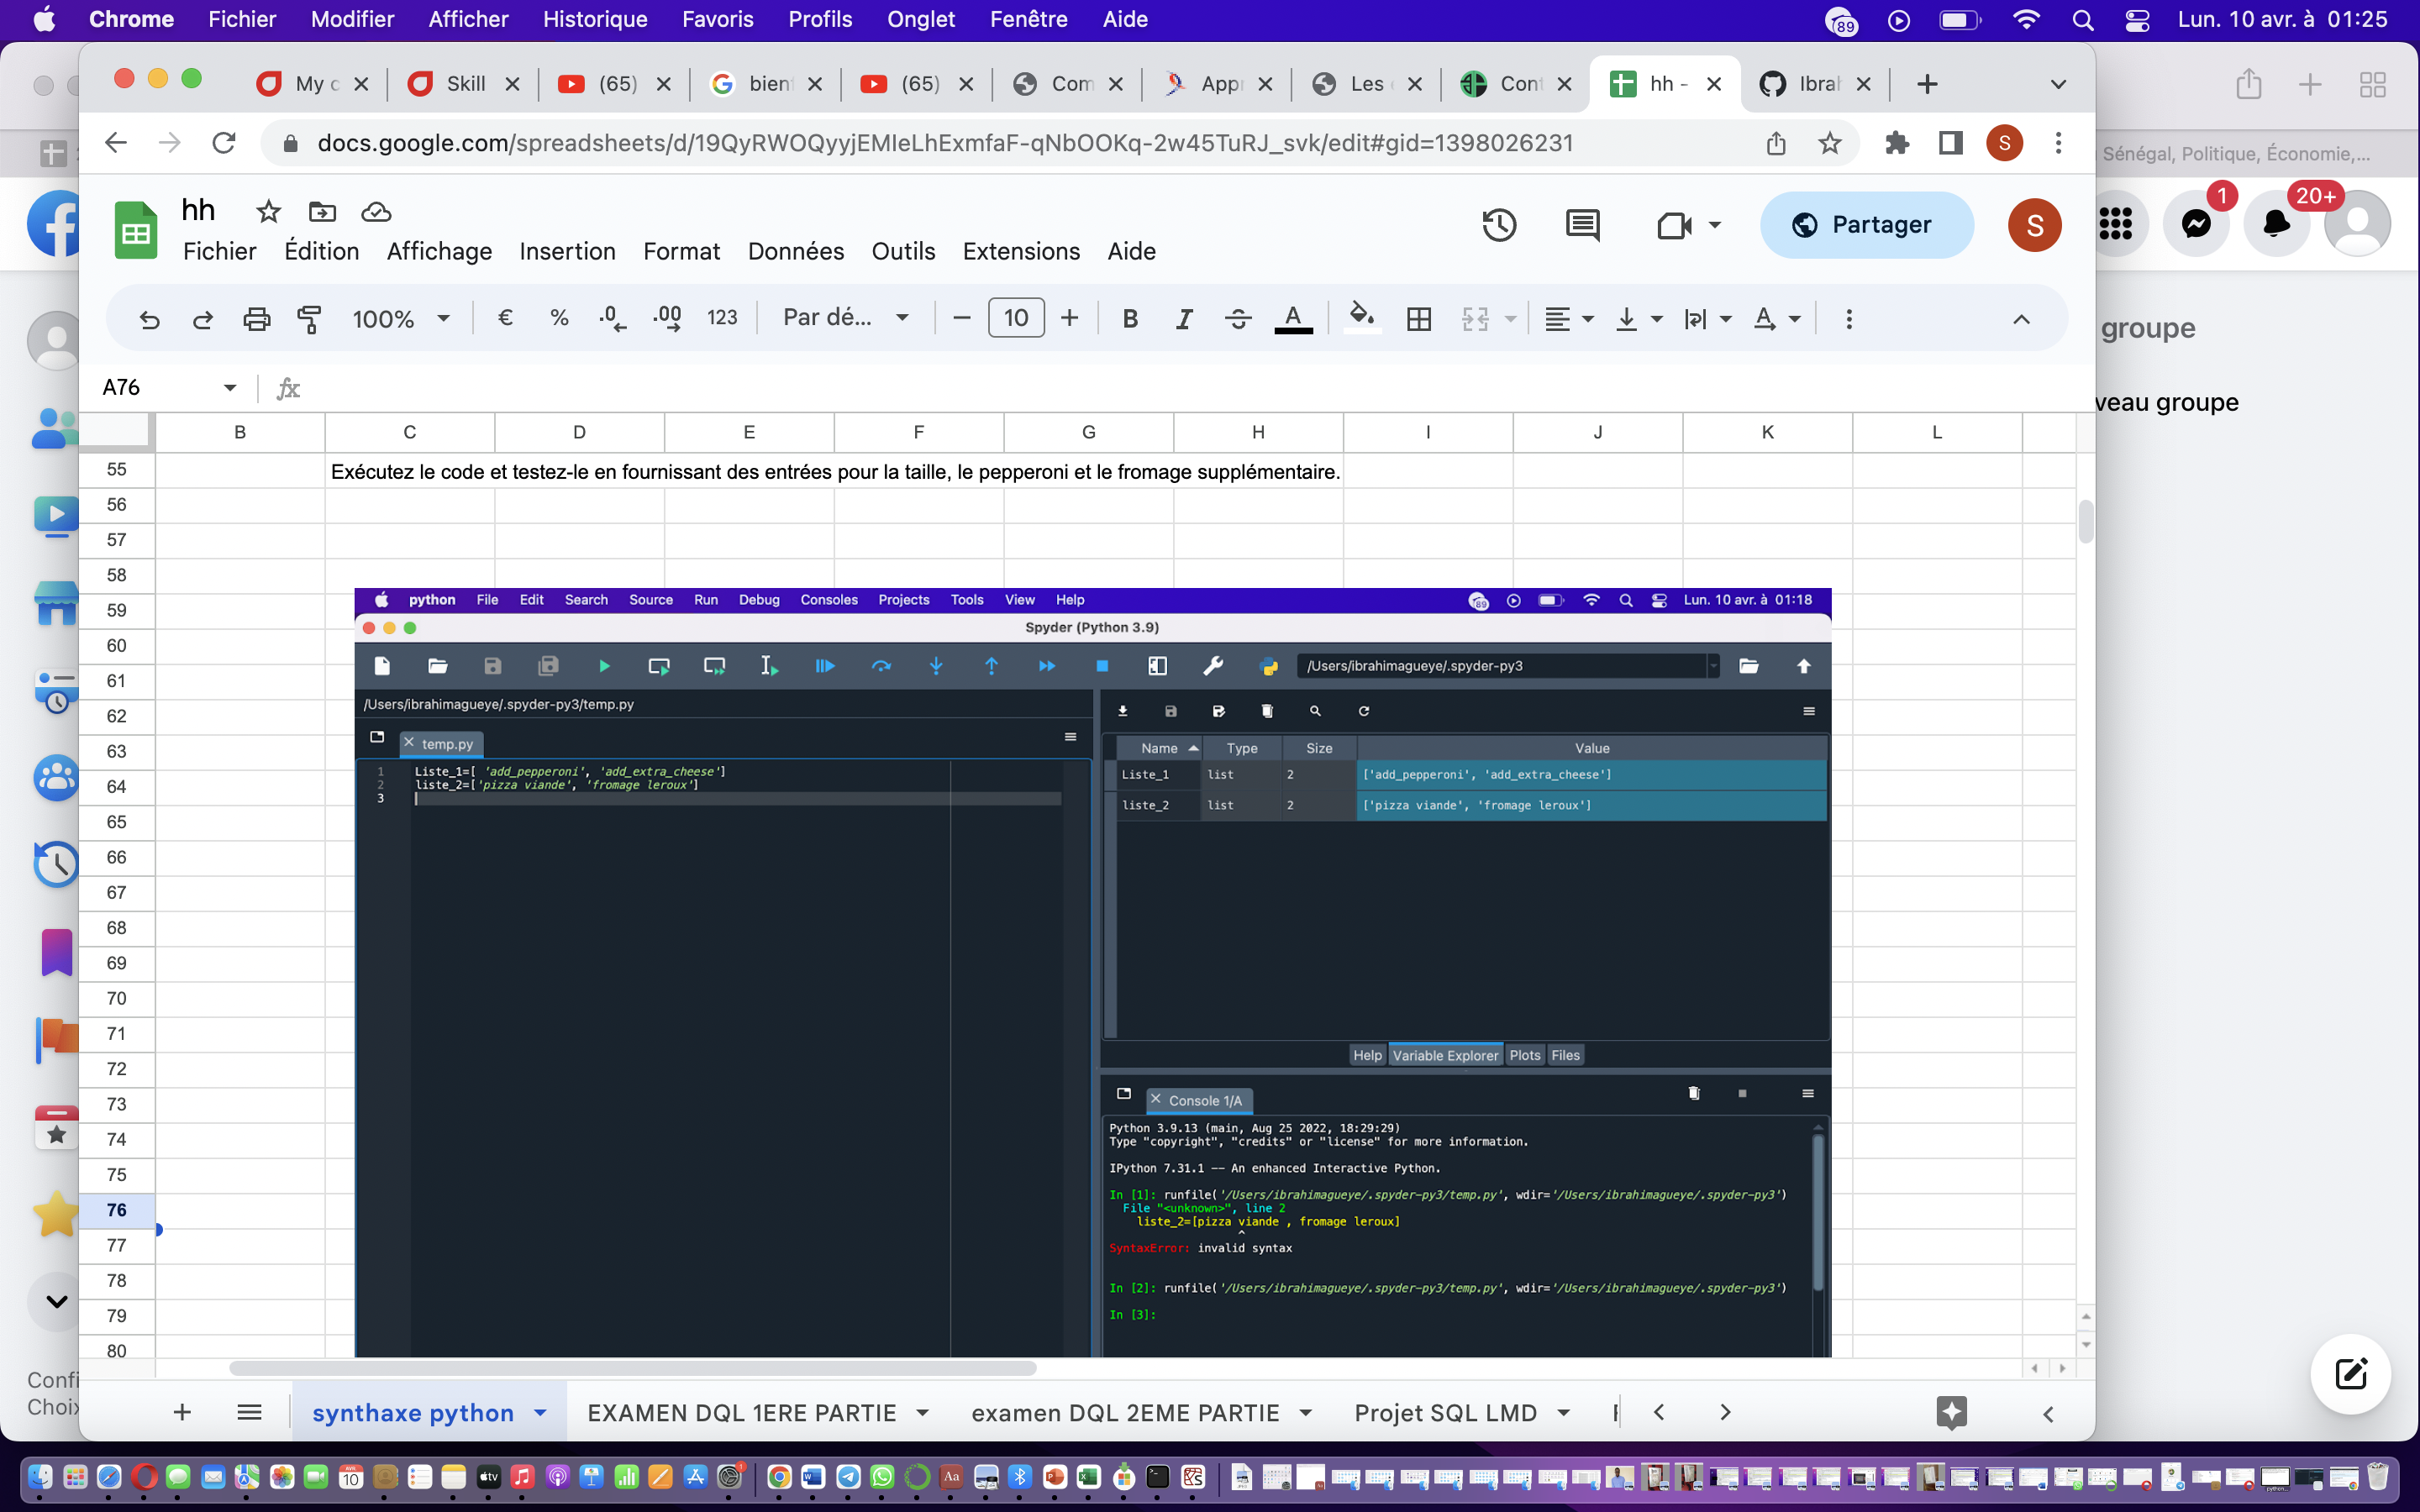 Chrome Fichier Modifier Afficher Historique Favoris Profils Onglet Fenêtre Aide 89 Lun. 10 avr. à 01:25
My Skill (65) bien (65) Com App Les Cont hh - Ibrah
docs.google.com/spreadsheets/d/19QyRWOQyyjEMIeLhExmfaF-qNbOOKq-2w45TuRJ_svk/edit#gid=1398026231 S
Sénégal, Politique, Économie,...
hh
Partager S
1 20+
Fichier Édition Affichage Insertion Format Données Outils Extensions Aide
100% € % .0 .00 123 Par dé... 10 B I A
groupe
A76 fx
veau groupe
B C D E F G H I J K L
55 Exécutez le code et testez-le en fournissant des entrées pour la taille, le pepperoni et le fromage supplémentaire.
56
57
58
59
60
61
62
63
64
65
66
67
68
69
70
71
72
73
74
75
76
77
78
79
80
python File Edit Search Source Run Debug Consoles Projects Tools View Help 89 Lun. 10 avr. à 01:18
Spyder (Python 3.9)
/Users/ibrahimagueye/.spyder-py3
/Users/ibrahimagueye/.spyder-py3/temp.py
temp.py
1 Liste_1=[ 'add_pepperoni', 'add_extra_cheese']
2 liste_2=['pizza viande', 'fromage leroux']
3
Name Type Size Value
Liste_1 list 2 ['add_pepperoni', 'add_extra_cheese']
liste_2 list 2 ['pizza viande', 'fromage leroux']
Help Variable Explorer Plots Files
Console 1/A
Python 3.9.13 (main, Aug 25 2022, 18:29:29)
Type "copyright", "credits" or "license" for more information.
IPython 7.31.1 -- An enhanced Interactive Python.
In [1]: runfile('/Users/ibrahimagueye/.spyder-py3/temp.py', wdir='/Users/ibrahimagueye/.spyder-py3')
File "<unknown>", line 2
liste_2=[pizza viande , fromage leroux]
^
SyntaxError: invalid syntax
In [2]: runfile('/Users/ibrahimagueye/.spyder-py3/temp.py', wdir='/Users/ibrahimagueye/.spyder-py3')
In [3]:
Confi
Choix
synthaxe python EXAMEN DQL 1ERE PARTIE examen DQL 2EME PARTIE Projet SQL LMD
10 tv Aa